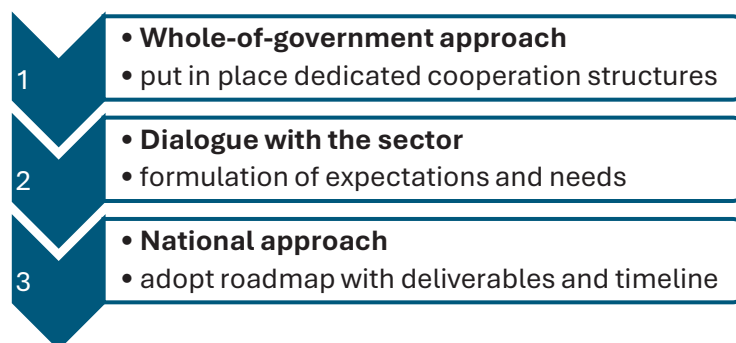 1
• Whole-of-government approach
• put in place dedicated cooperation structures
2
• Dialogue with the sector
• formulation of expectations and needs
3
• National approach
• adopt roadmap with deliverables and timeline